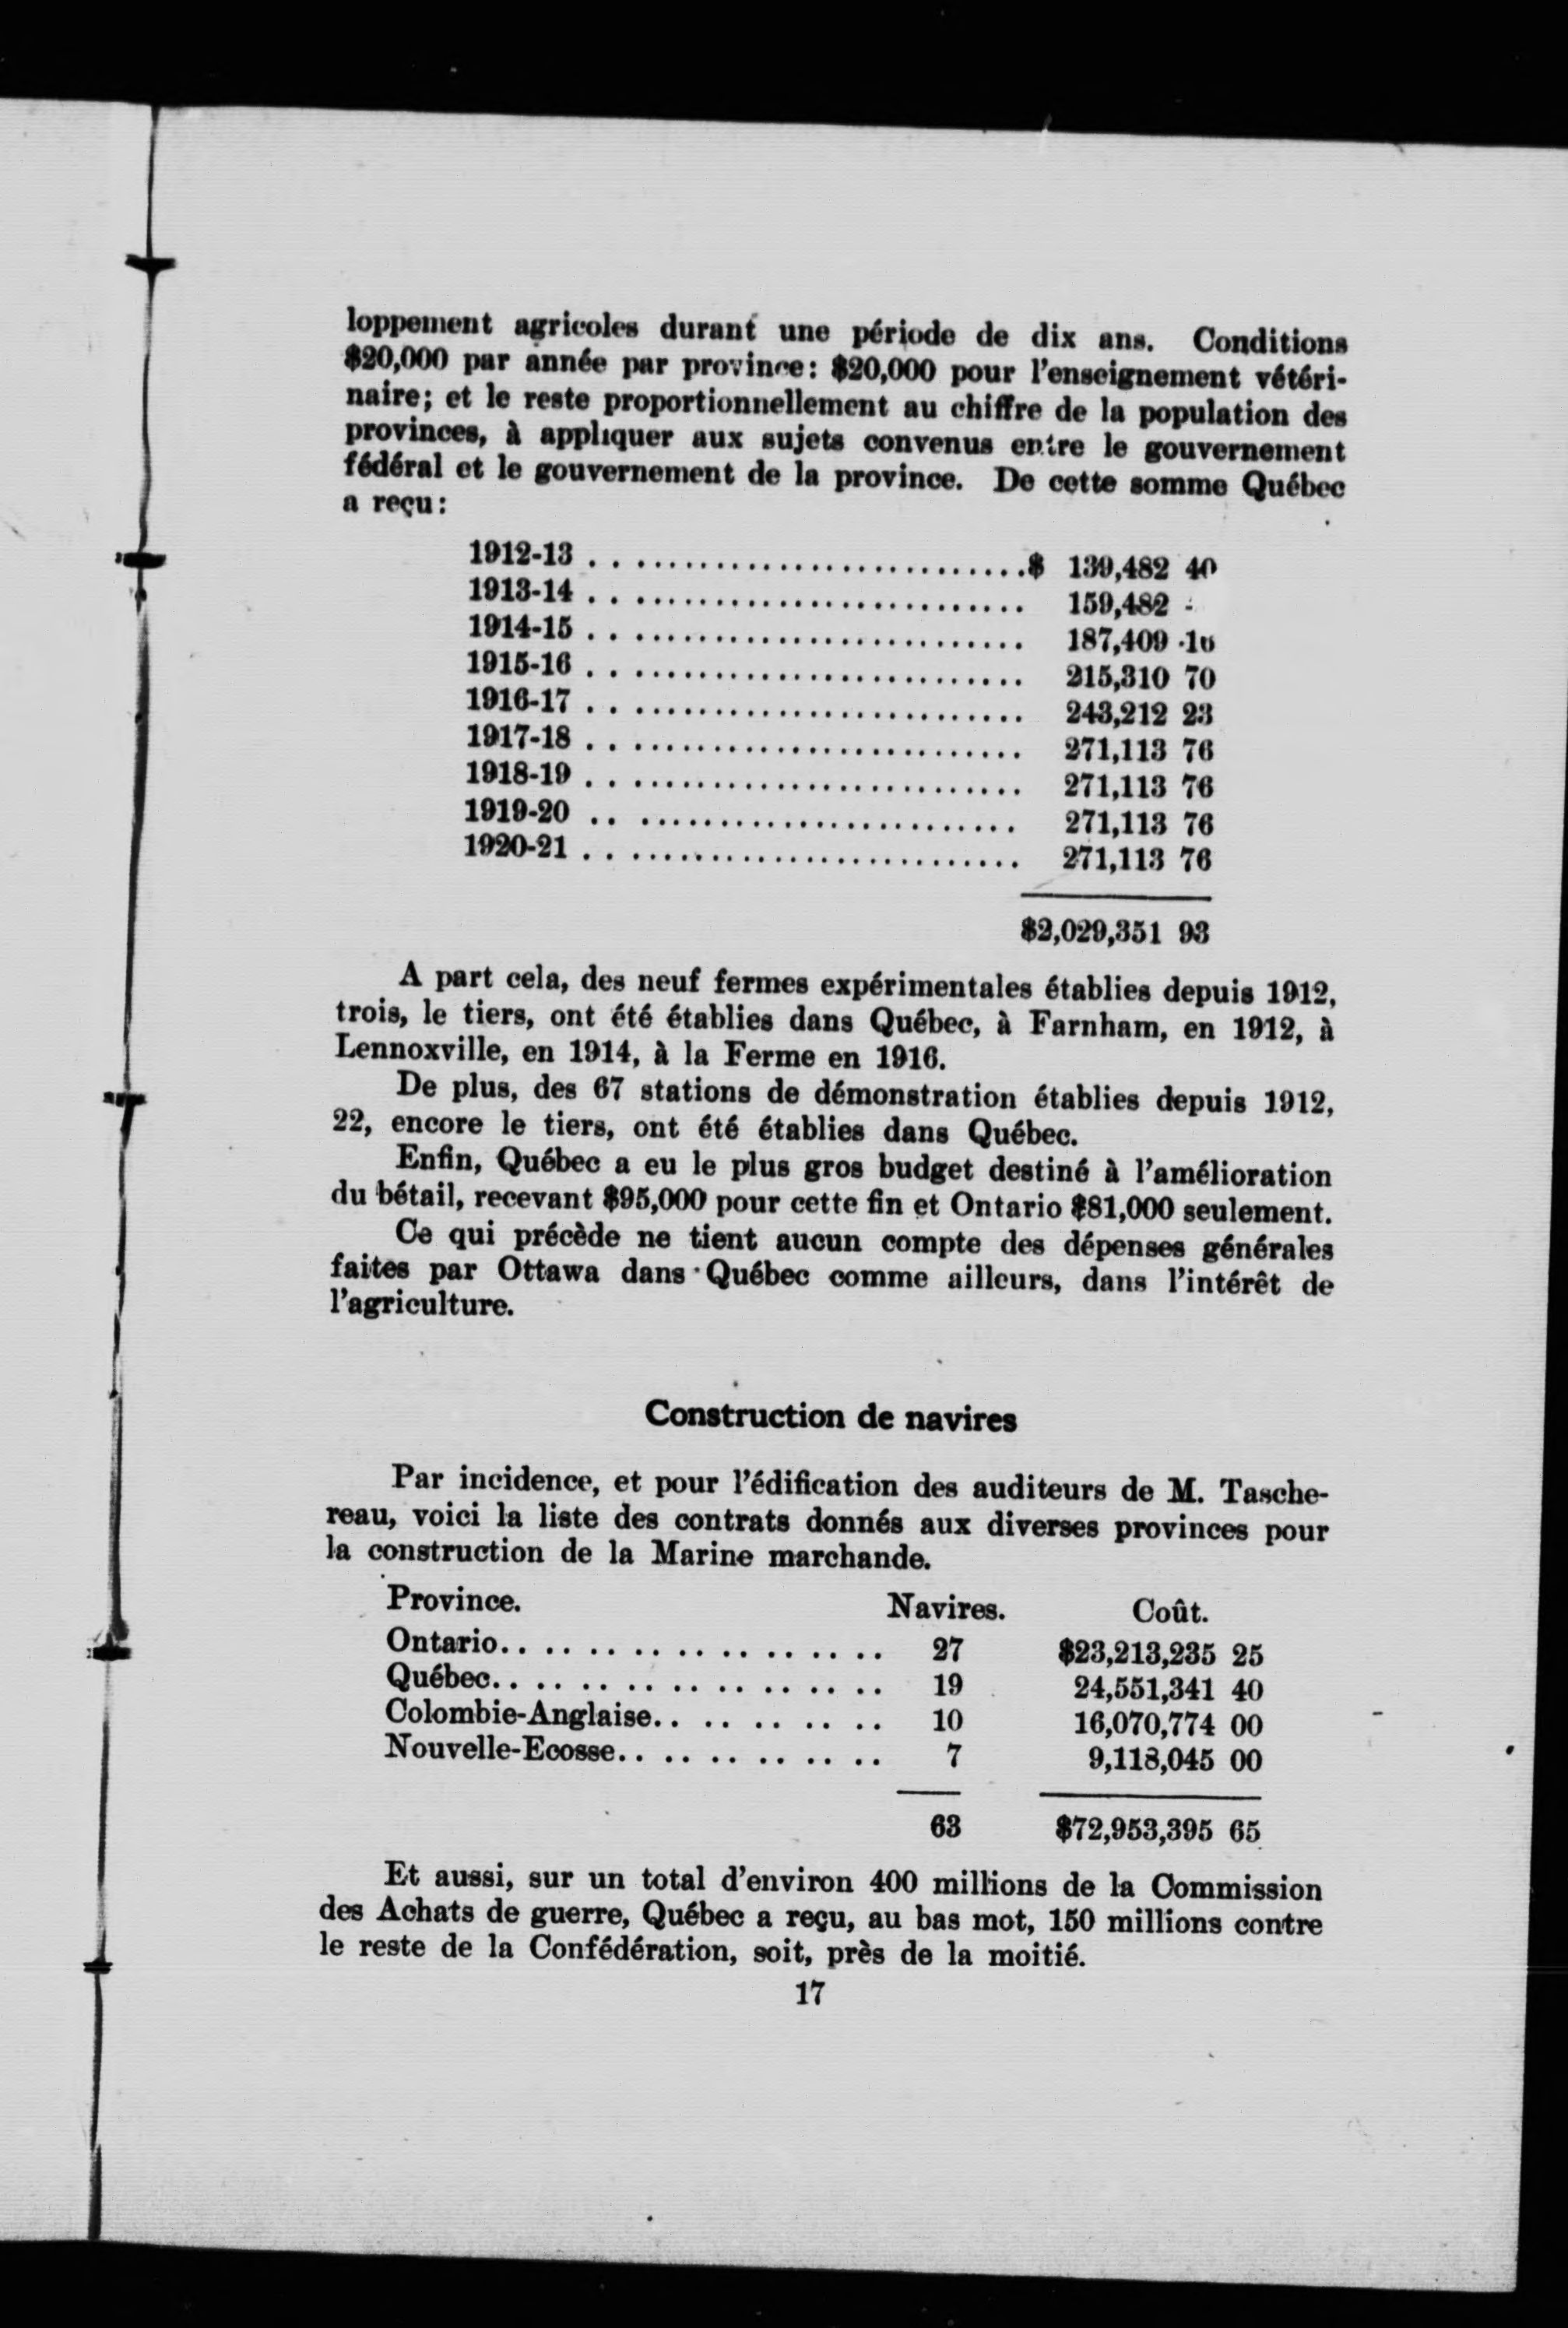 loppement agricoles durant une période de dix ans. Conditions
$20,000 par année par province: $20,000 pour l'enseignement vétéri-
naire; et le reste proportionnellement au chiffre de la population des
provinces, à appliquer aux sujets convenus entre le gouvernement
fédéral et le gouvernement de la province. De cette somme Québec
a reçu:
1912-13 ............................$ 139,482 40
1913-14 ............................ 159,482
1914-15 ............................ 187,409
1915-16 ............................ 215,310 70
1916-17 ............................ 243,212 23
1917-18 ............................ 271,113 76
1918-19 ............................ 271,113 76
1919-20 .......................... 271,113 76
1920-21 ............................ 271,113 76
$2,029,351 93
A part cela, des neuf fermes expérimentales établies depuis 1912,
trois, le tiers, ont été établies dans Québec, à Farnham, en 1912, à
Lennoxville, en 1914, à la Ferme en 1916.
De plus, des 67 stations de démonstration établies depuis 1912,
22, encore le tiers, ont été établies dans Québec.
Enfin, Québec a eu le plus gros budget destiné à l'amélioration
du bétail, recevant $95,000 pour cette fin et Ontario $81,000 seulement.
Ce qui précède ne tient aucun compte des dépenses générales
faites par Ottawa dans Québec comme ailleurs, dans l'intérêt de
l'agriculture.
Construction de navires
Par incidence, et pour l'édification des auditeurs de M. Tasche-
reau, voici la liste des contrats donnés aux diverses provinces pour
la construction de la Marine marchande.
Province. Navires. Coût.
Ontario.................. 27 $23,213,235 25
Québec.................. 19 24,551,341 40
Colombie-Anglaise.......... 10 16,070,774 00
Nouvelle-Ecosse............ 7 9,118,045 00
63 $72,953,395 65
Et aussi, sur un total d'environ 400 millions de la Commission
des Achats de guerre, Québec a reçu, au bas mot, 150 millions contre
le reste de la Confédération, soit, près de la moitié.
17